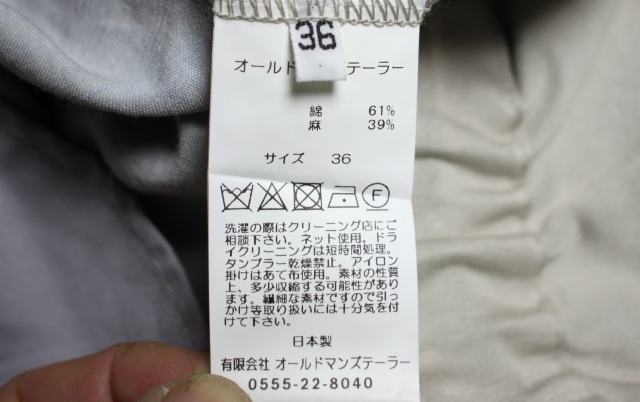 36
オールド
テーラー
綿 61%
麻 39%
サイズ 36
洗濯の際はクリーニング店にご
相談下さい。ネット使用。ドラ
イクリーニングは短時間処理。
タンブラー乾燥禁止。アイロン
掛けはあて布使用。素材の性質
上、多少収縮する可能性があり
ます。繊細な素材ですので引っ
かけ等取り扱いには十分気を付
けて下さい。
日本製
有限会社 オールドマンズテーラー
0555-22-8040